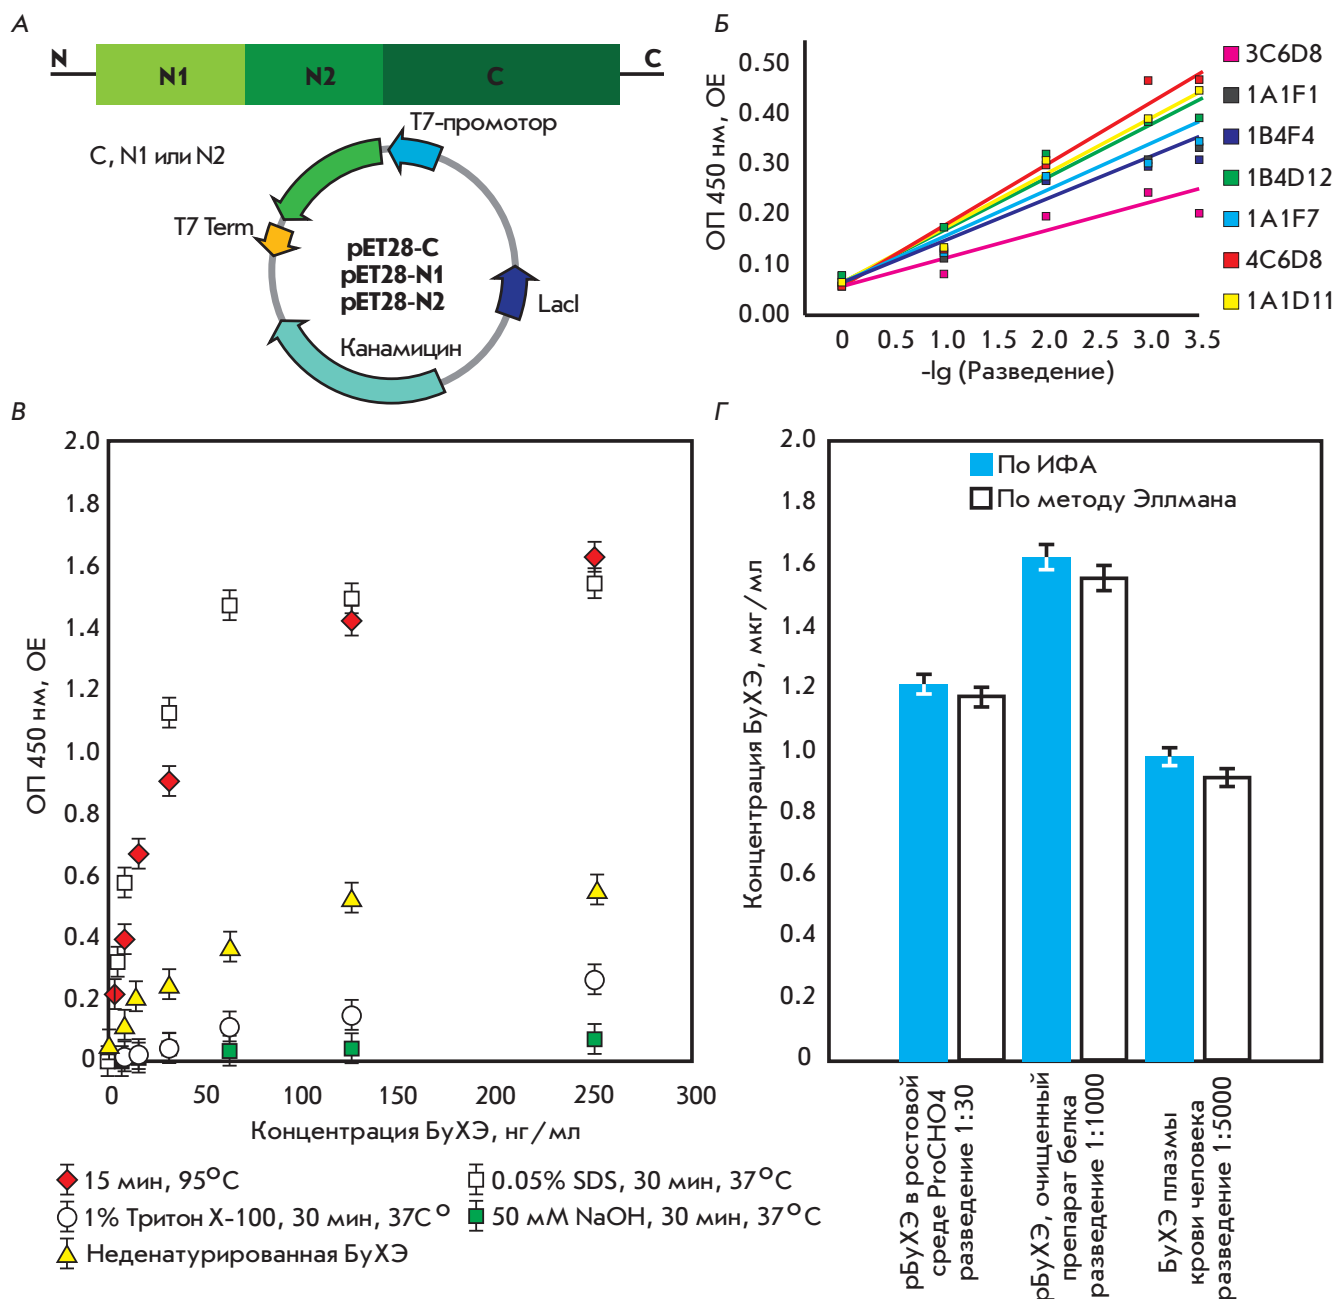 А
N
N1
N2
C
C
T7-промотор
C, N1 или N2
T7 Term
pET28-C
pET28-N1
pET28-N2
LacI
Канамицин
Б
ОП 450 нм, ОЕ
0.50
0.40
0.30
0.20
0.10
0.00
0 1.0 2.0 3.0 3.5
-lg (Разведение)
3C6D8
1A1F1
1B4F4
1B4D12
1A1F7
4C6D8
1A1D11
В
ОП 450 нм, ОЕ
2.0
1.8
1.6
1.4
1.2
1.0
0.8
0.6
0.4
0.2
0
0 50 100 150 200 250 300
Концентрация БуХЭ, нг/мл
15 мин, 95°C
0.05% SDS, 30 мин, 37°C
1% Тритон X-100, 30 мин, 37C°
50 мМ NaOH, 30 мин, 37°C
Неденатурированная БуХЭ
Г
Концентрация БуХЭ, мкг/мл
2.0
1.8
1.6
1.4
1.2
1.0
0.8
0.6
0.4
0.2
0
По ИФА
По методу Эллмана
рБуХЭ в ростовой
среде ProCHO4
разведение 1:30
рБуХЭ, очищенный
препарат белка
разведение 1:1000
БуХЭ плазмы
крови человека
разведение 1:5000